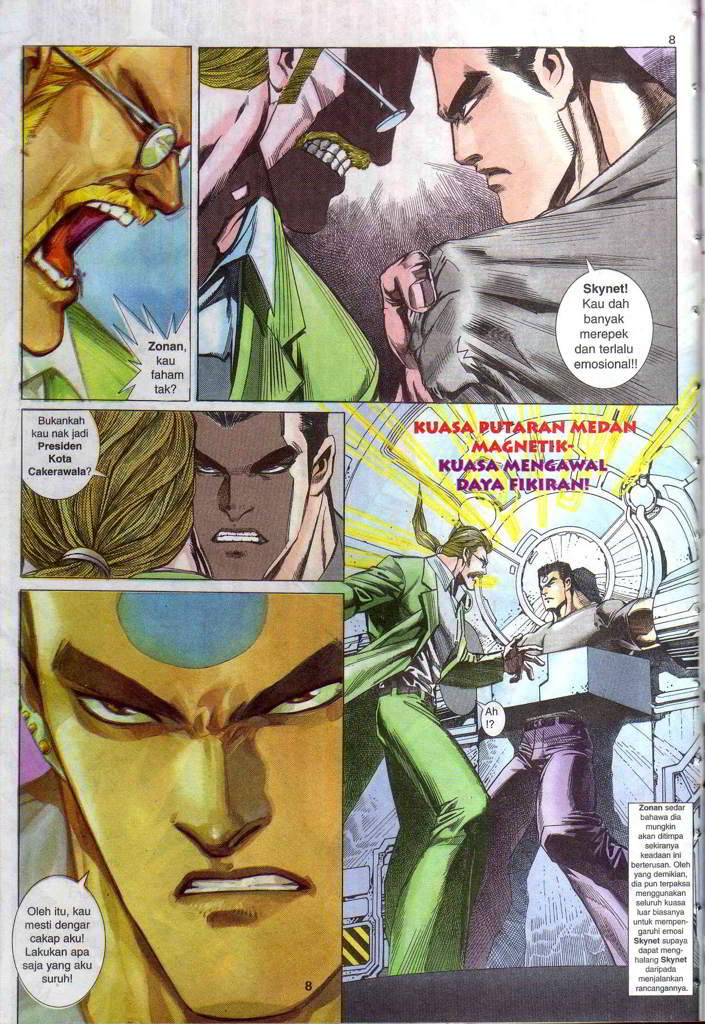 8
Zonan,
kau
faham
tak?
Skynet!
Kau dah
banyak
merepek
dan terlalu
emosional!!
Bukankah
kau nak jadi
Presiden
Kota
Cakerawala?
KUASA PUTARAN MEDAN
MAGNETIK-
KUASA MENGAWAL
DAYA FIKIRAN!
Ah
!?
Oleh itu, kau
mesti dengar
cakap aku!
Lakukan apa
saja yang aku
suruh!
Zonan sedar
bahawa dia
mungkin
akan ditimpa
sekiranya
keadaan ini
berterusan. Oleh
yang demikian,
dia pun terpaksa
menggunakan
seluruh kuasa
luar biasanya
untuk mempen-
garuhi emosi
Skynet supaya
dapat meng-
halang Skynet
daripada
menjalankan
rancangannya.
8